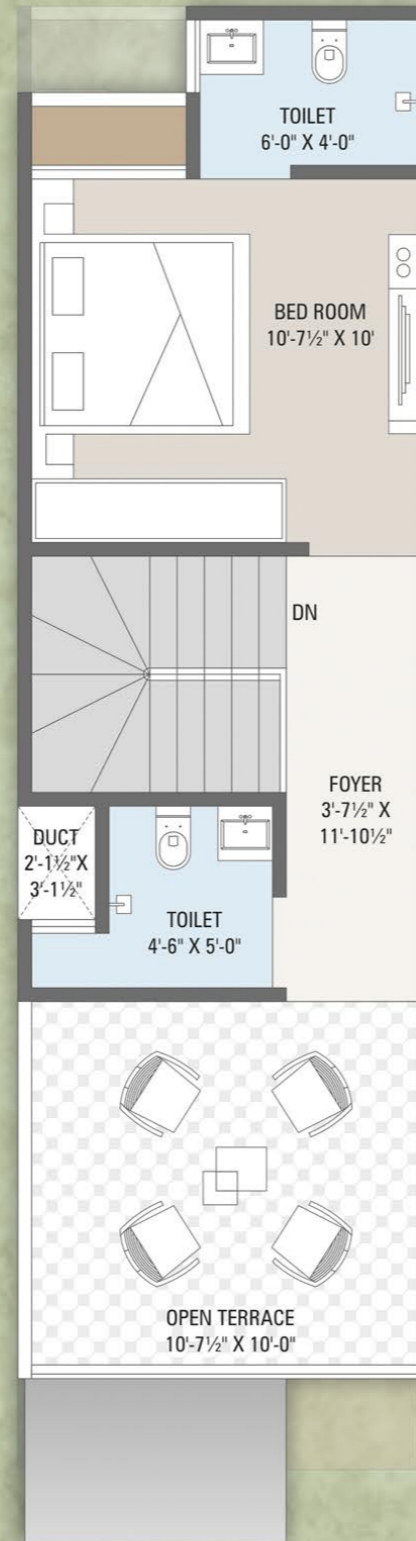 TOILET
6'-0" X 4'-0"
BED ROOM
10'-7½" X 10'
DN
FOYER
3'-7½" X
11'-10½"
DUCT
2'-1½"X
3'-1½"
TOILET
4'-6" X 5'-0"
OPEN TERRACE
10'-7½" X 10'-0"